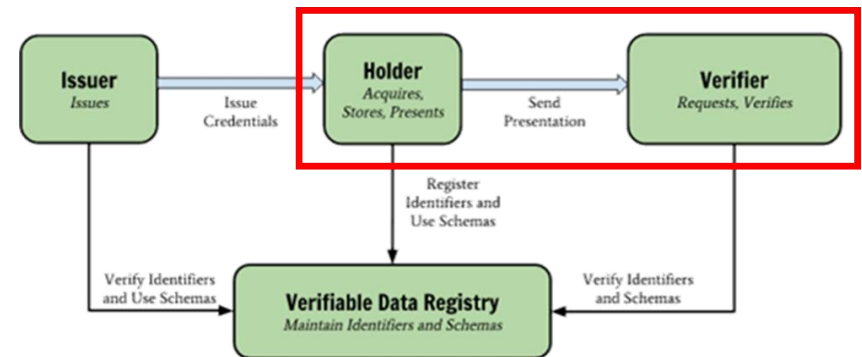 Issuer
Issues
Issue
Credentials
Holder
Acquires,
Stores, Presents
Send
Presentation
Verifier
Requests, Verifies
Register
Identifiers and
Use Schemas
Verify Identifiers
and Use Schemas
Verifiable Data Registry
Maintain Identifiers and Schemas
Verify Identifiers
and Schemas